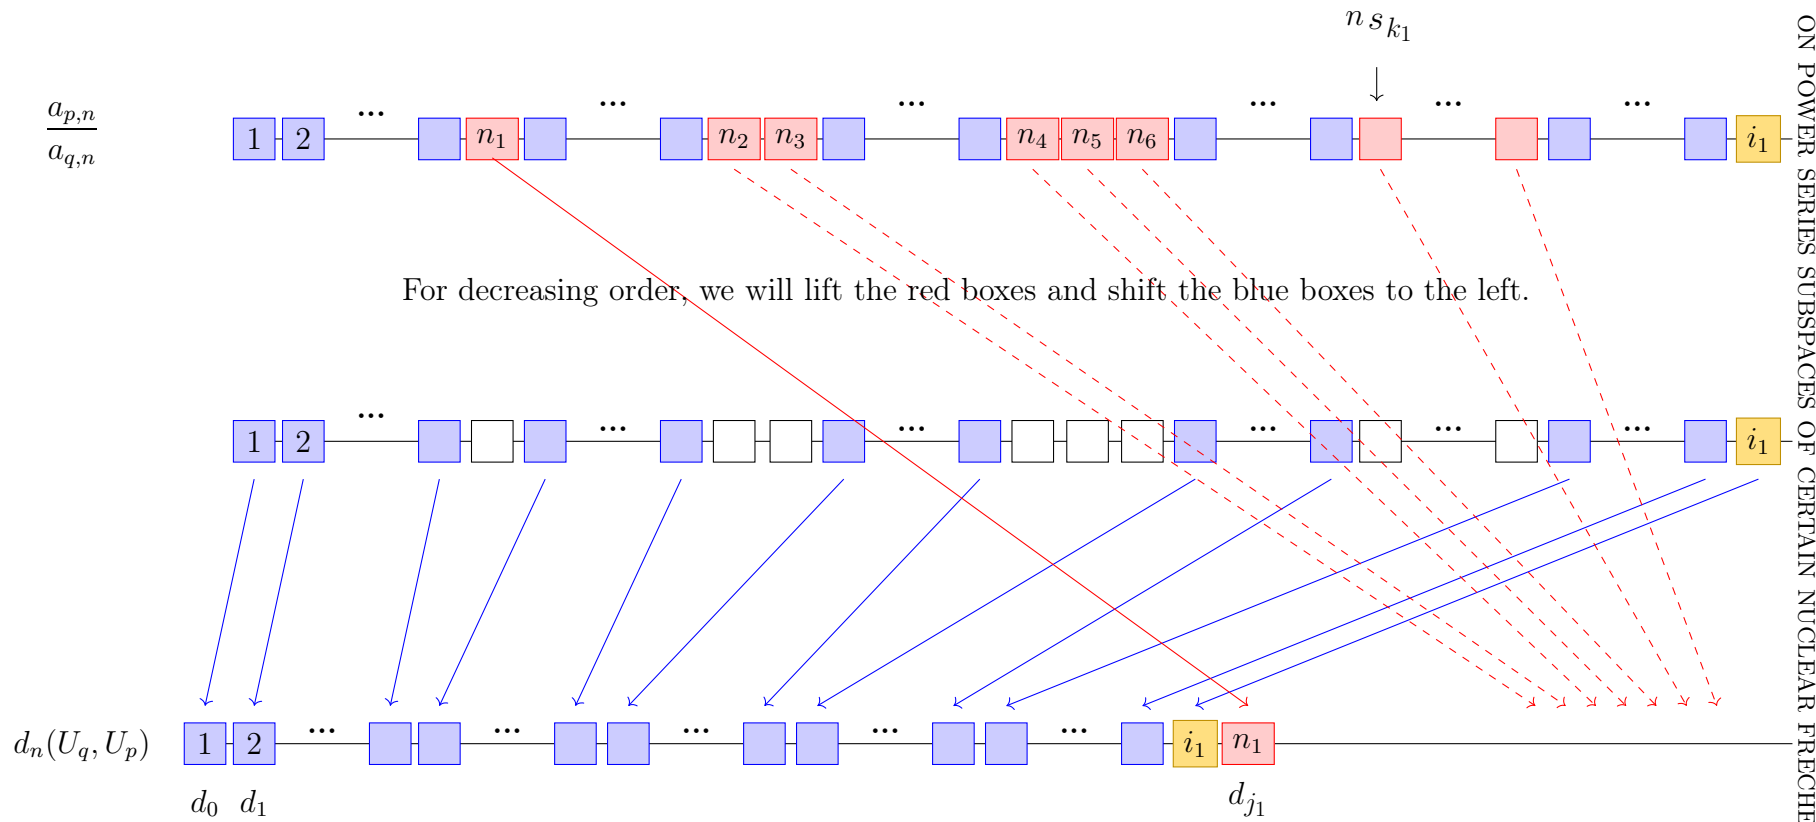 n s_{k_1}
... ... ... ... ... ...
a_{p,n}
a_{q,n}
1 2 n_1 n_2 n_3 n_4 n_5 n_6 i_1
For decreasing order, we will lift the red boxes and shift the blue boxes to the left.
... ... ... ... ... ...
1 2 i_1
... ... ... ... ...
d_n(U_q, U_p) 1 2 i_1 n_1
d_0 d_1 d_{j_1}
ON POWER SERIES SUBSPACES OF CERTAIN NUCLEAR FRECHE